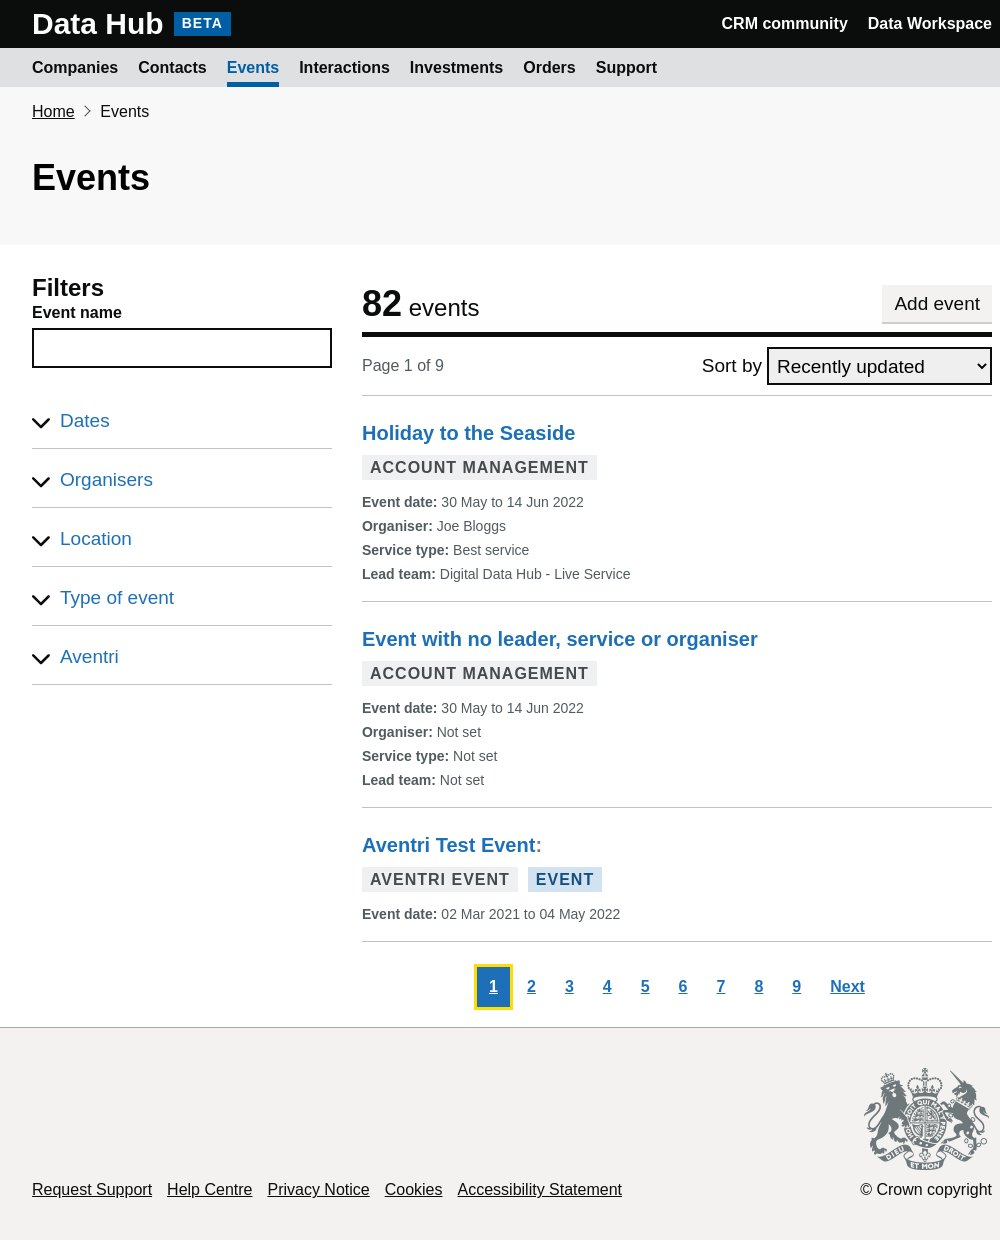 Data Hub BETA CRM community Data Workspace
Companies Contacts Events Interactions Investments Orders Support
Home Events
Events
Filters
Event name
Dates
Organisers
Location
Type of event
Aventri
82 events Add event
Page 1 of 9 Sort by Recently updated
Holiday to the Seaside
ACCOUNT MANAGEMENT
Event date: 30 May to 14 Jun 2022
Organiser: Joe Bloggs
Service type: Best service
Lead team: Digital Data Hub - Live Service
Event with no leader, service or organiser
ACCOUNT MANAGEMENT
Event date: 30 May to 14 Jun 2022
Organiser: Not set
Service type: Not set
Lead team: Not set
Aventri Test Event:
AVENTRI EVENT EVENT
Event date: 02 Mar 2021 to 04 May 2022
1 2 3 4 5 6 7 8 9 Next
DIEU ET MON DROIT
Request Support Help Centre Privacy Notice Cookies Accessibility Statement © Crown copyright